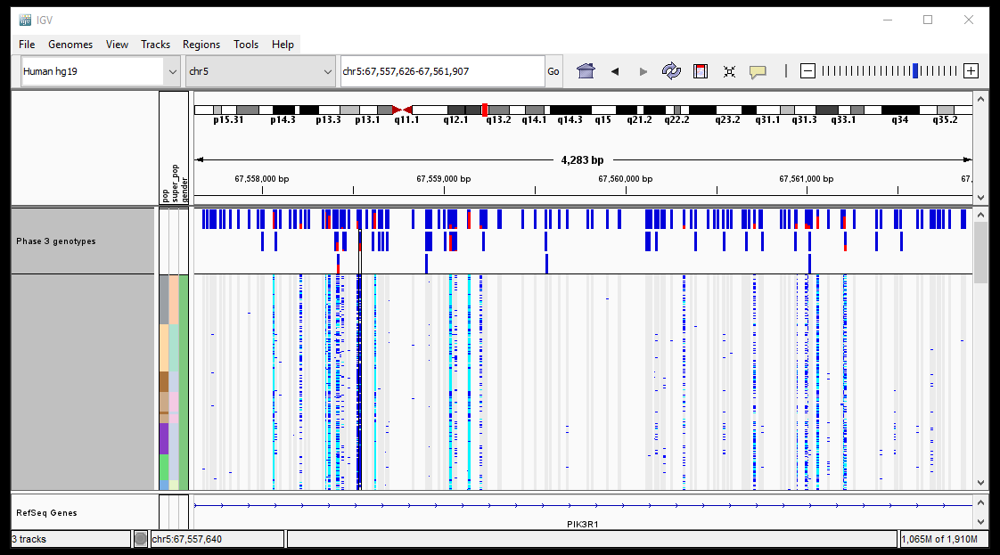 IGV
File Genomes View Tracks Regions Tools Help
Human hg19 chr5 chr5:67,557,626-67,561,907 Go
p15.31 p14.3 p13.3 p13.1 q11.1 q12.1 q13.2 q14.1 q14.3 q15 q21.2 q22.2 q23.2 q31.1 q31.3 q33.1 q34 q35.2
4,283 bp
pop
super_pop
gender
67,558,000 bp 67,559,000 bp 67,560,000 bp 67,561,000 bp 67,
Phase 3 genotypes
RefSeq Genes
PIK3R1
3 tracks chr5:67,557,640 1,065M of 1,910M